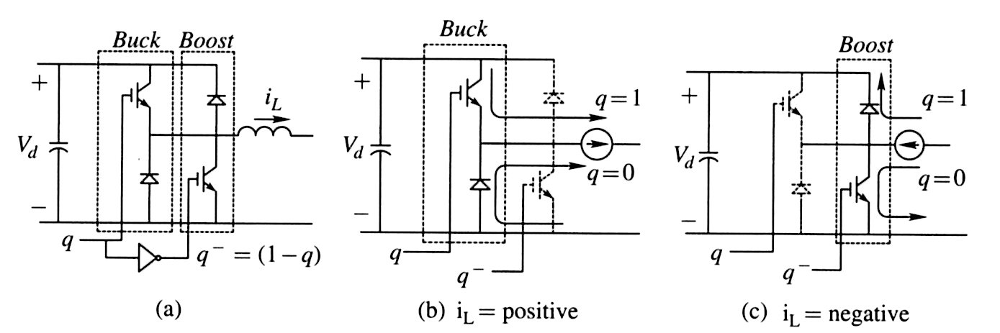 Buck Boost
+
i_L
V_d
−
q
q⁻ = (1−q)
(a)
Buck
+
q=1
V_d
q=0
−
q
q⁻
(b) i_L = positive
Boost
+
q=1
V_d
q=0
−
q
q⁻
(c) i_L = negative